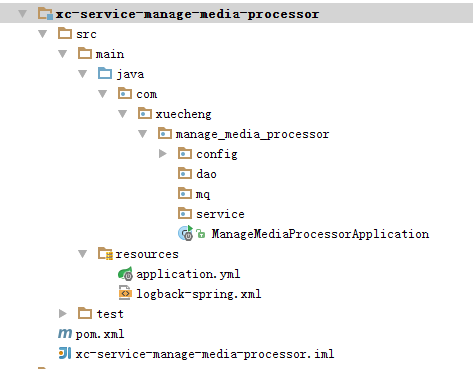 xc-service-manage-media-processor
src
main
java
com
xuecheng
manage_media_processor
config
dao
mq
service
ManageMediaProcessorApplication
resources
application.yml
logback-spring.xml
test
pom.xml
xc-service-manage-media-processor.iml